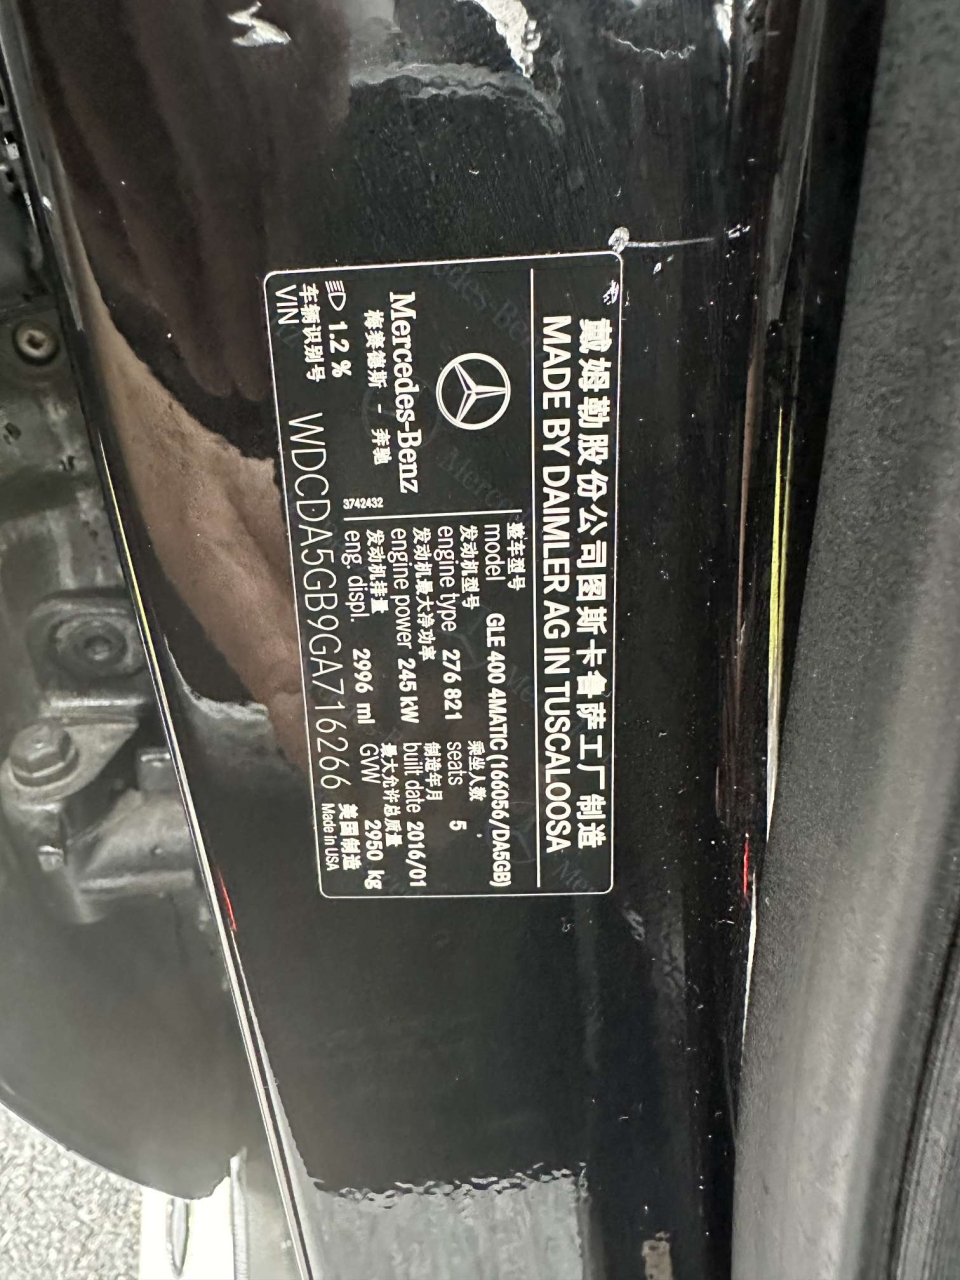 戴姆勒股份公司图斯卡鲁萨工厂制造
MADE BY DAIMLER AG IN TUSCALOOSA
整车型号
model GLE 400 4MATIC (166056/DA5GB)
发动机型号 乘坐人数
engine type 276 821 seats 5
发动机最大净功率 制造年月
engine power 245 kW built date 2016/01
发动机排量 最大允许总质量
eng. displ. 2996 ml GVW 2950 kg
Mercedes-Benz
梅赛德斯 - 奔驰
3742432
1.2 %
车辆识别号
VIN WDCDA5GB9GA716266
美国制造
Made in USA